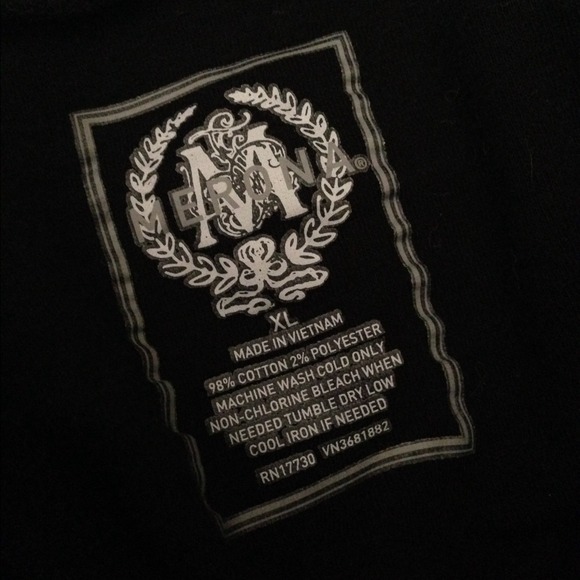 M
MERONA®
XL
MADE IN VIETNAM
98% COTTON 2% POLYESTER
MACHINE WASH COLD ONLY
NON-CHLORINE BLEACH WHEN
NEEDED TUMBLE DRY LOW
COOL IRON IF NEEDED
RN17730 VN3681882